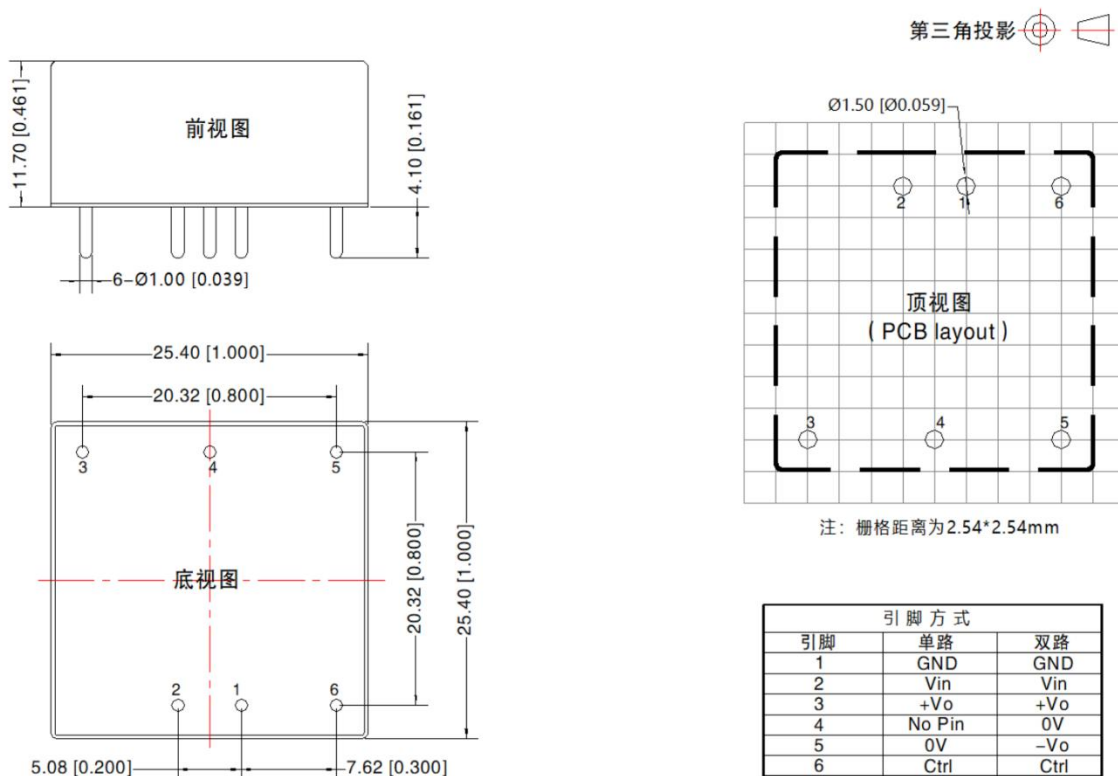 第三角投影
11.70 [0.461]
前视图
4.10 [0.161]
6-Ø1.00 [0.039]
Ø1.50 [Ø0.059]
2
1
6
顶视图
( PCB layout )
3
4
5
注: 栅格距离为2.54*2.54mm
25.40 [1.000]
20.32 [0.800]
3
4
5
底视图
20.32 [0.800]
25.40 [1.000]
2
1
6
5.08 [0.200]
7.62 [0.300]
引脚方式
引脚 单路 双路
1 GND GND
2 Vin Vin
3 +Vo +Vo
4 No Pin 0V
5 0V -Vo
6 Ctrl Ctrl